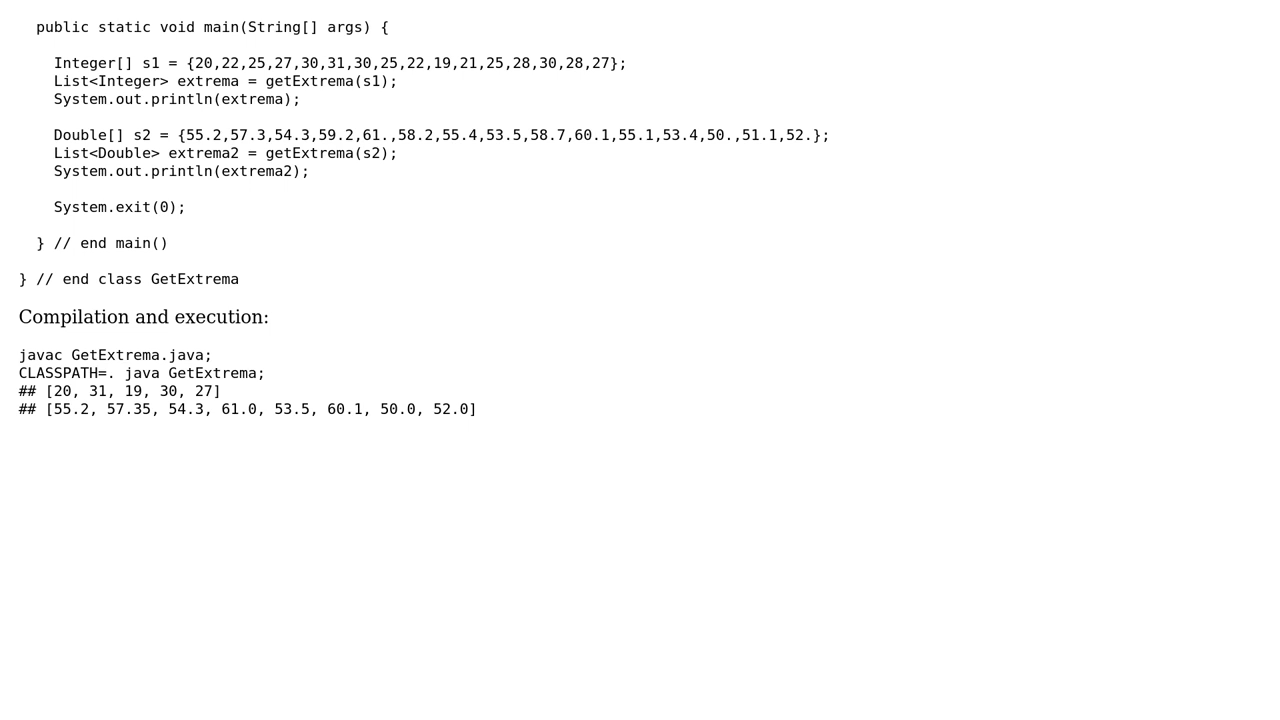 public static void main(String[] args) {
Integer[] s1 = {20,22,25,27,30,31,30,25,22,19,21,25,28,30,28,27};
List<Integer> extrema = getExtrema(s1);
System.out.println(extrema);
Double[] s2 = {55.2,57.3,54.3,59.2,61.,58.2,55.4,53.5,58.7,60.1,55.1,53.4,50.,51.1,52.};
List<Double> extrema2 = getExtrema(s2);
System.out.println(extrema2);
System.exit(0);
} // end main()
} // end class GetExtrema
Compilation and execution:
javac GetExtrema.java;
CLASSPATH=. java GetExtrema;
## [20, 31, 19, 30, 27]
## [55.2, 57.35, 54.3, 61.0, 53.5, 60.1, 50.0, 52.0]